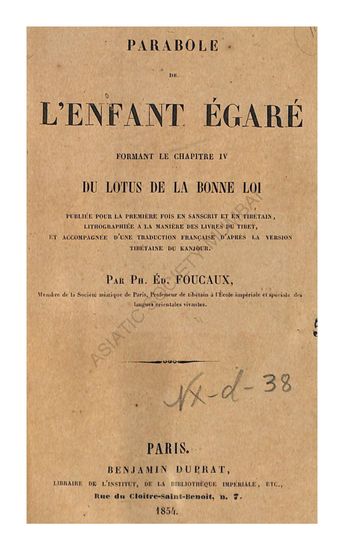 PARABOLE
DE
L'ENFANT ÉGARÉ
FORMANT LE CHAPITRE IV
DU LOTUS DE LA BONNE LOI
PUBLIÉE POUR LA PREMIÈRE FOIS EN SANSCRIT ET EN TIBÉTAIN,
LITHOGRAPHIÉE A LA MANIÈRE DES LIVRES DU TIBET,
ET ACCOMPAGNÉE D'UNE TRADUCTION FRANÇAISE D'APRÈS LA VERSION
TIBÉTAINE DU KANJOUR.
PAR PH. ÉD. FOUCAUX,
Membre de la Société asiatique de Paris, Professeur de tibétain à l'École impériale et spéciale des
langues orientales vivantes.
ASIATIC SOCIETY
Nx-d-38
PARIS.
BENJAMIN DUPRAT,
LIBRAIRE DE L'INSTITUT, DE LA BIBLIOTHÈQUE IMPÉRIALE, ETC.,
Rue du Cloître-Saint-Benoît, n. 7.
1854.